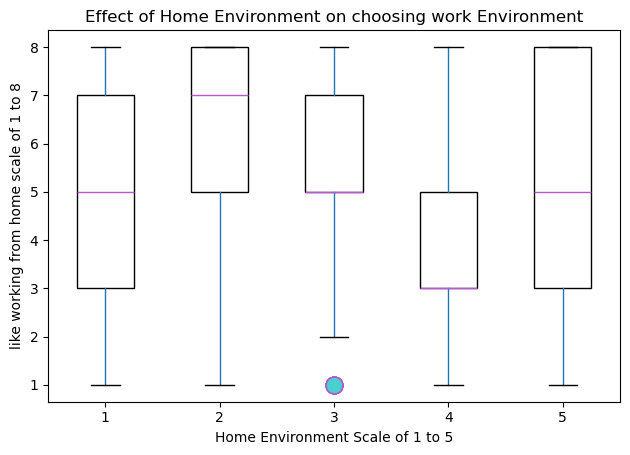 Effect of Home Environment on choosing work Environment
like working from home scale of 1 to 8
8
7
6
5
4
3
2
1
1 2 3 4 5
Home Environment Scale of 1 to 5